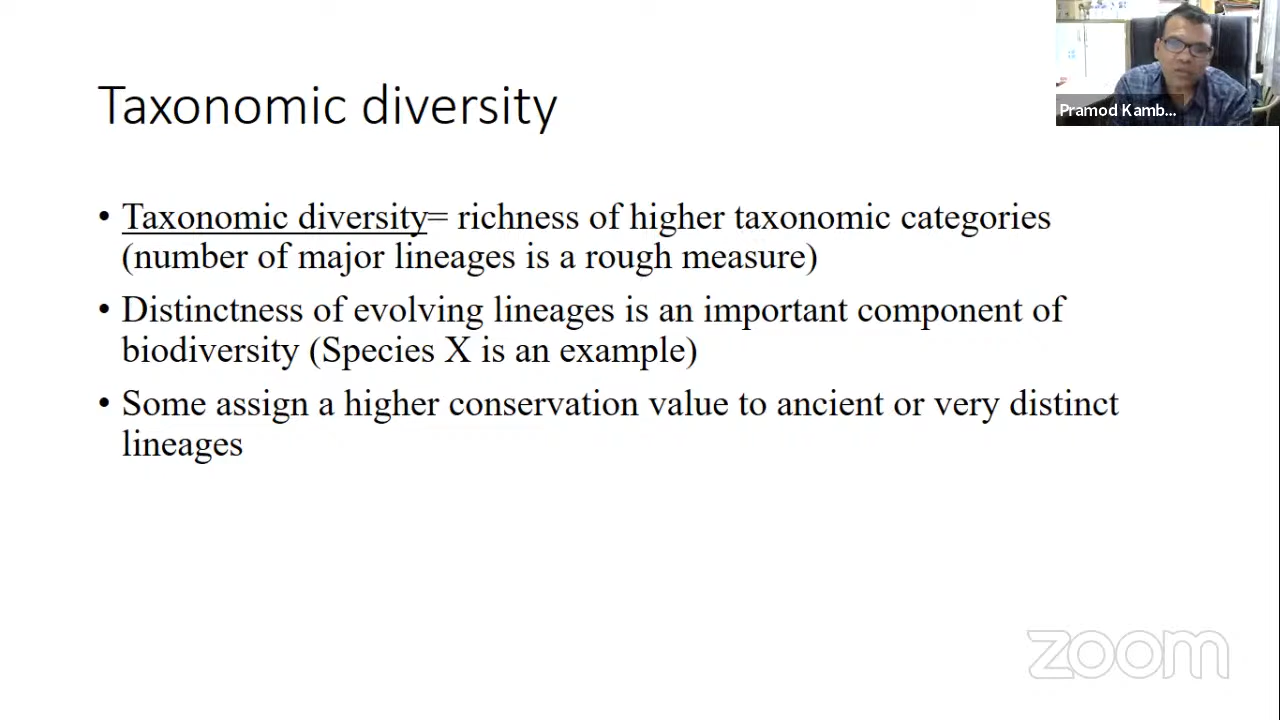 Taxonomic diversity
Pramod Kamb...
• Taxonomic diversity= richness of higher taxonomic categories
(number of major lineages is a rough measure)
• Distinctness of evolving lineages is an important component of
biodiversity (Species X is an example)
• Some assign a higher conservation value to ancient or very distinct
lineages
zoom